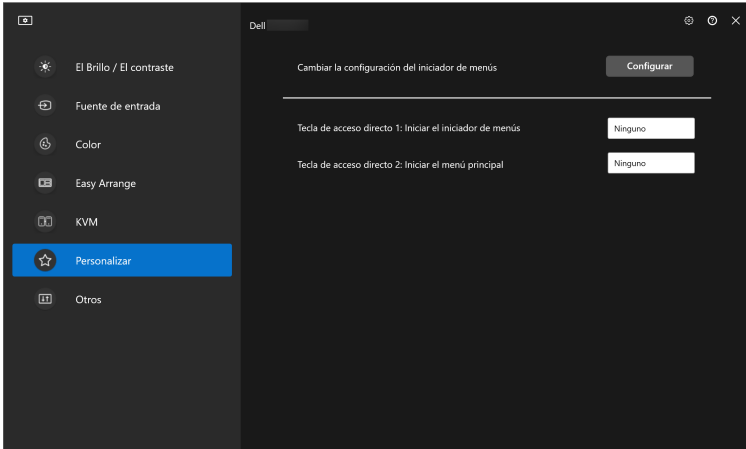 Dell
El Brillo / El contraste
Fuente de entrada
Color
Easy Arrange
KVM
Personalizar
Otros
Cambiar la configuración del iniciador de menús
Configurar
Tecla de acceso directo 1: Iniciar el iniciador de menús
Ninguno
Tecla de acceso directo 2: Iniciar el menú principal
Ninguno